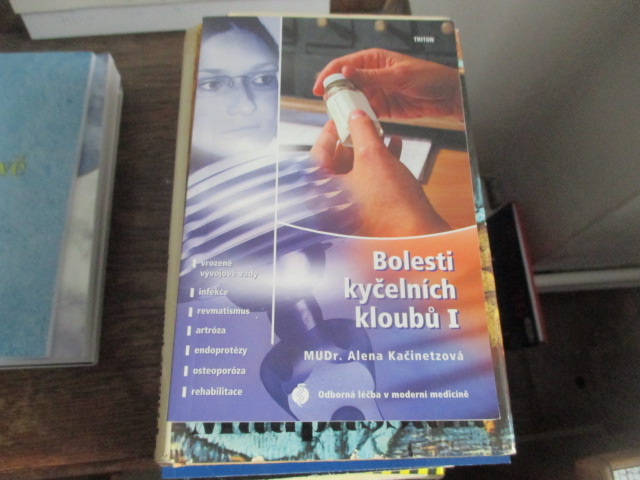 TRITON
Bolesti
kyčelních
kloubů I
MUDr. Alena Kačinetzová
vrozené
vývojové vady
infekce
revmatismus
artróza
endoprotézy
osteoporóza
rehabilitace
Odborná léčba v moderní medicíně
VĚ